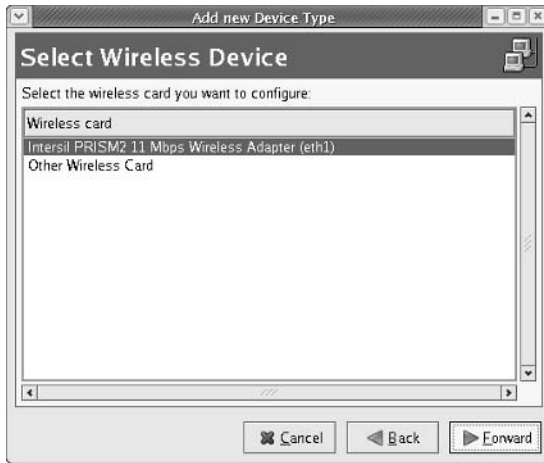 Add new Device Type
Select Wireless Device
Select the wireless card you want to configure:
Wireless card
Intersil PRISM2 11 Mbps Wireless Adapter (eth1)
Other Wireless Card
Cancel
Back
Forward